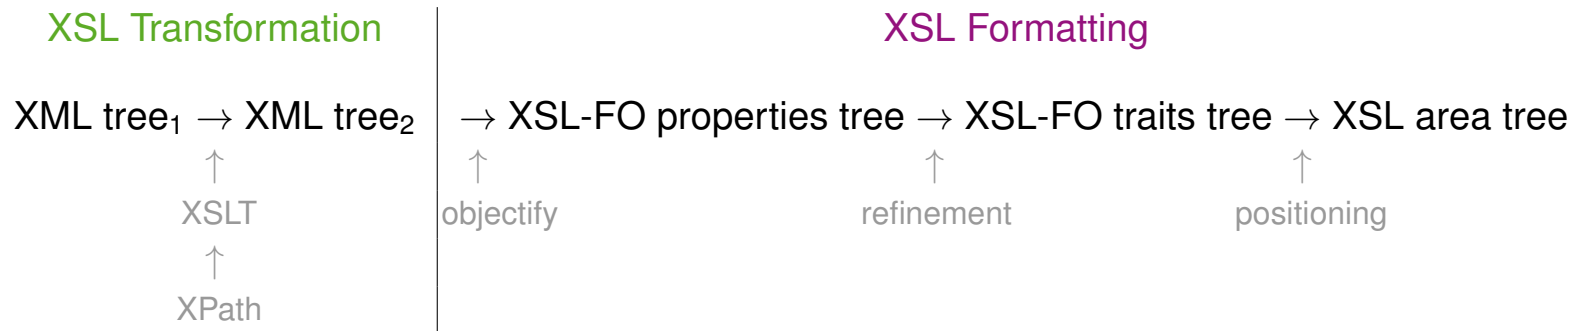 XSL Transformation XSL Formatting
XML tree₁ → XML tree₂ → XSL-FO properties tree → XSL-FO traits tree → XSL area tree
↑ ↑ ↑ ↑
XSLT objectify refinement positioning
↑
XPath